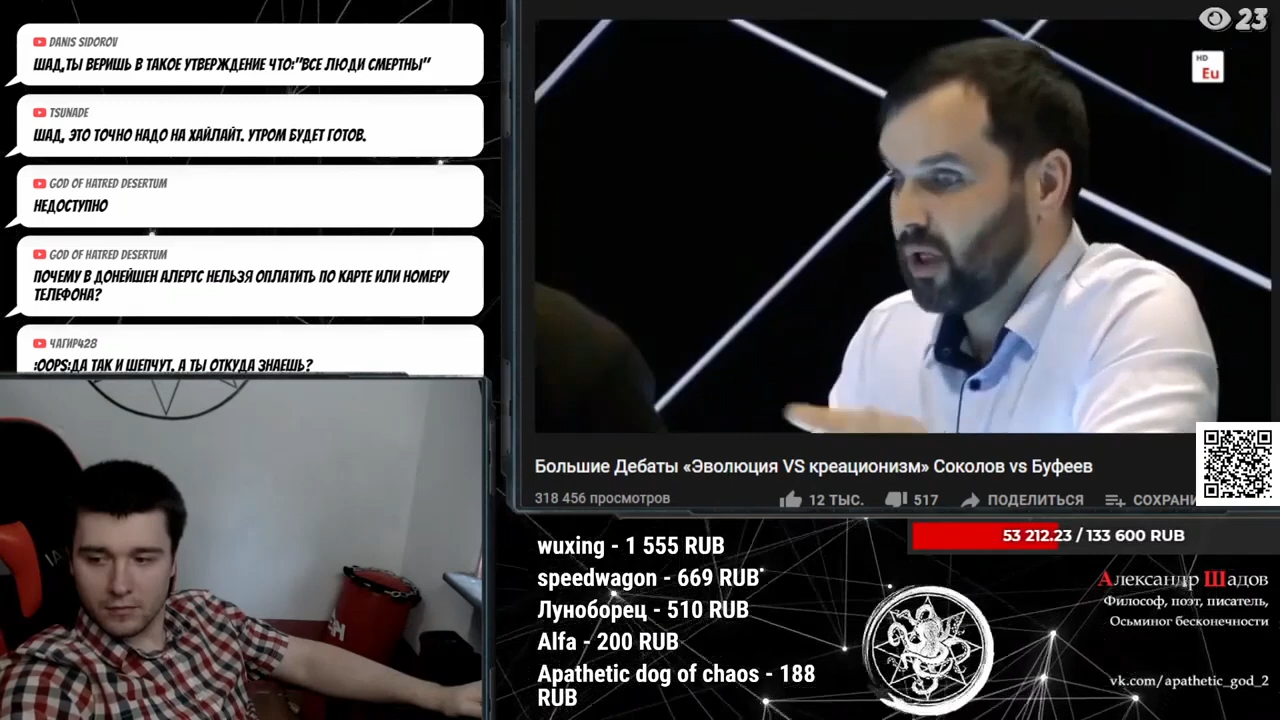 DANIS SIDOROV
ШАД,ТЫ ВЕРИШЬ В ТАКОЕ УТВЕРЖДЕНИЕ ЧТО:"ВСЕ ЛЮДИ СМЕРТНЫ"
TSUNADE
ШАД, ЭТО ТОЧНО НАДО НА ХАЙЛАЙТ. УТРОМ БУДЕТ ГОТОВ.
GOD OF HATRED DESERTUM
НЕДОСТУПНО
GOD OF HATRED DESERTUM
ПОЧЕМУ В ДОНЕЙШЕН АЛЕРТС НЕЛЬЗЯ ОПЛАТИТЬ ПО КАРТЕ ИЛИ НОМЕРУ
ТЕЛЕФОНА?
ЧАГИР428
:OOPS:ДА ТАК И ШЕПЧУТ. А ТЫ ОТКУДА ЗНАЕШЬ?
23
HD
Eu
Большие Дебаты «Эволюция VS креационизм» Соколов vs Буфеев
318 456 просмотров
12 ТЫС.
517
ПОДЕЛИТЬСЯ
СОХРАНИ
53 212.23 / 133 600 RUB
wuxing - 1 555 RUB
speedwagon - 669 RUB
Луноборец - 510 RUB
Alfa - 200 RUB
Apathetic dog of chaos - 188
RUB
Александр Шадов
Философ, поэт, писатель,
Осьминог бесконечности
vk.com/apathetic_god_2